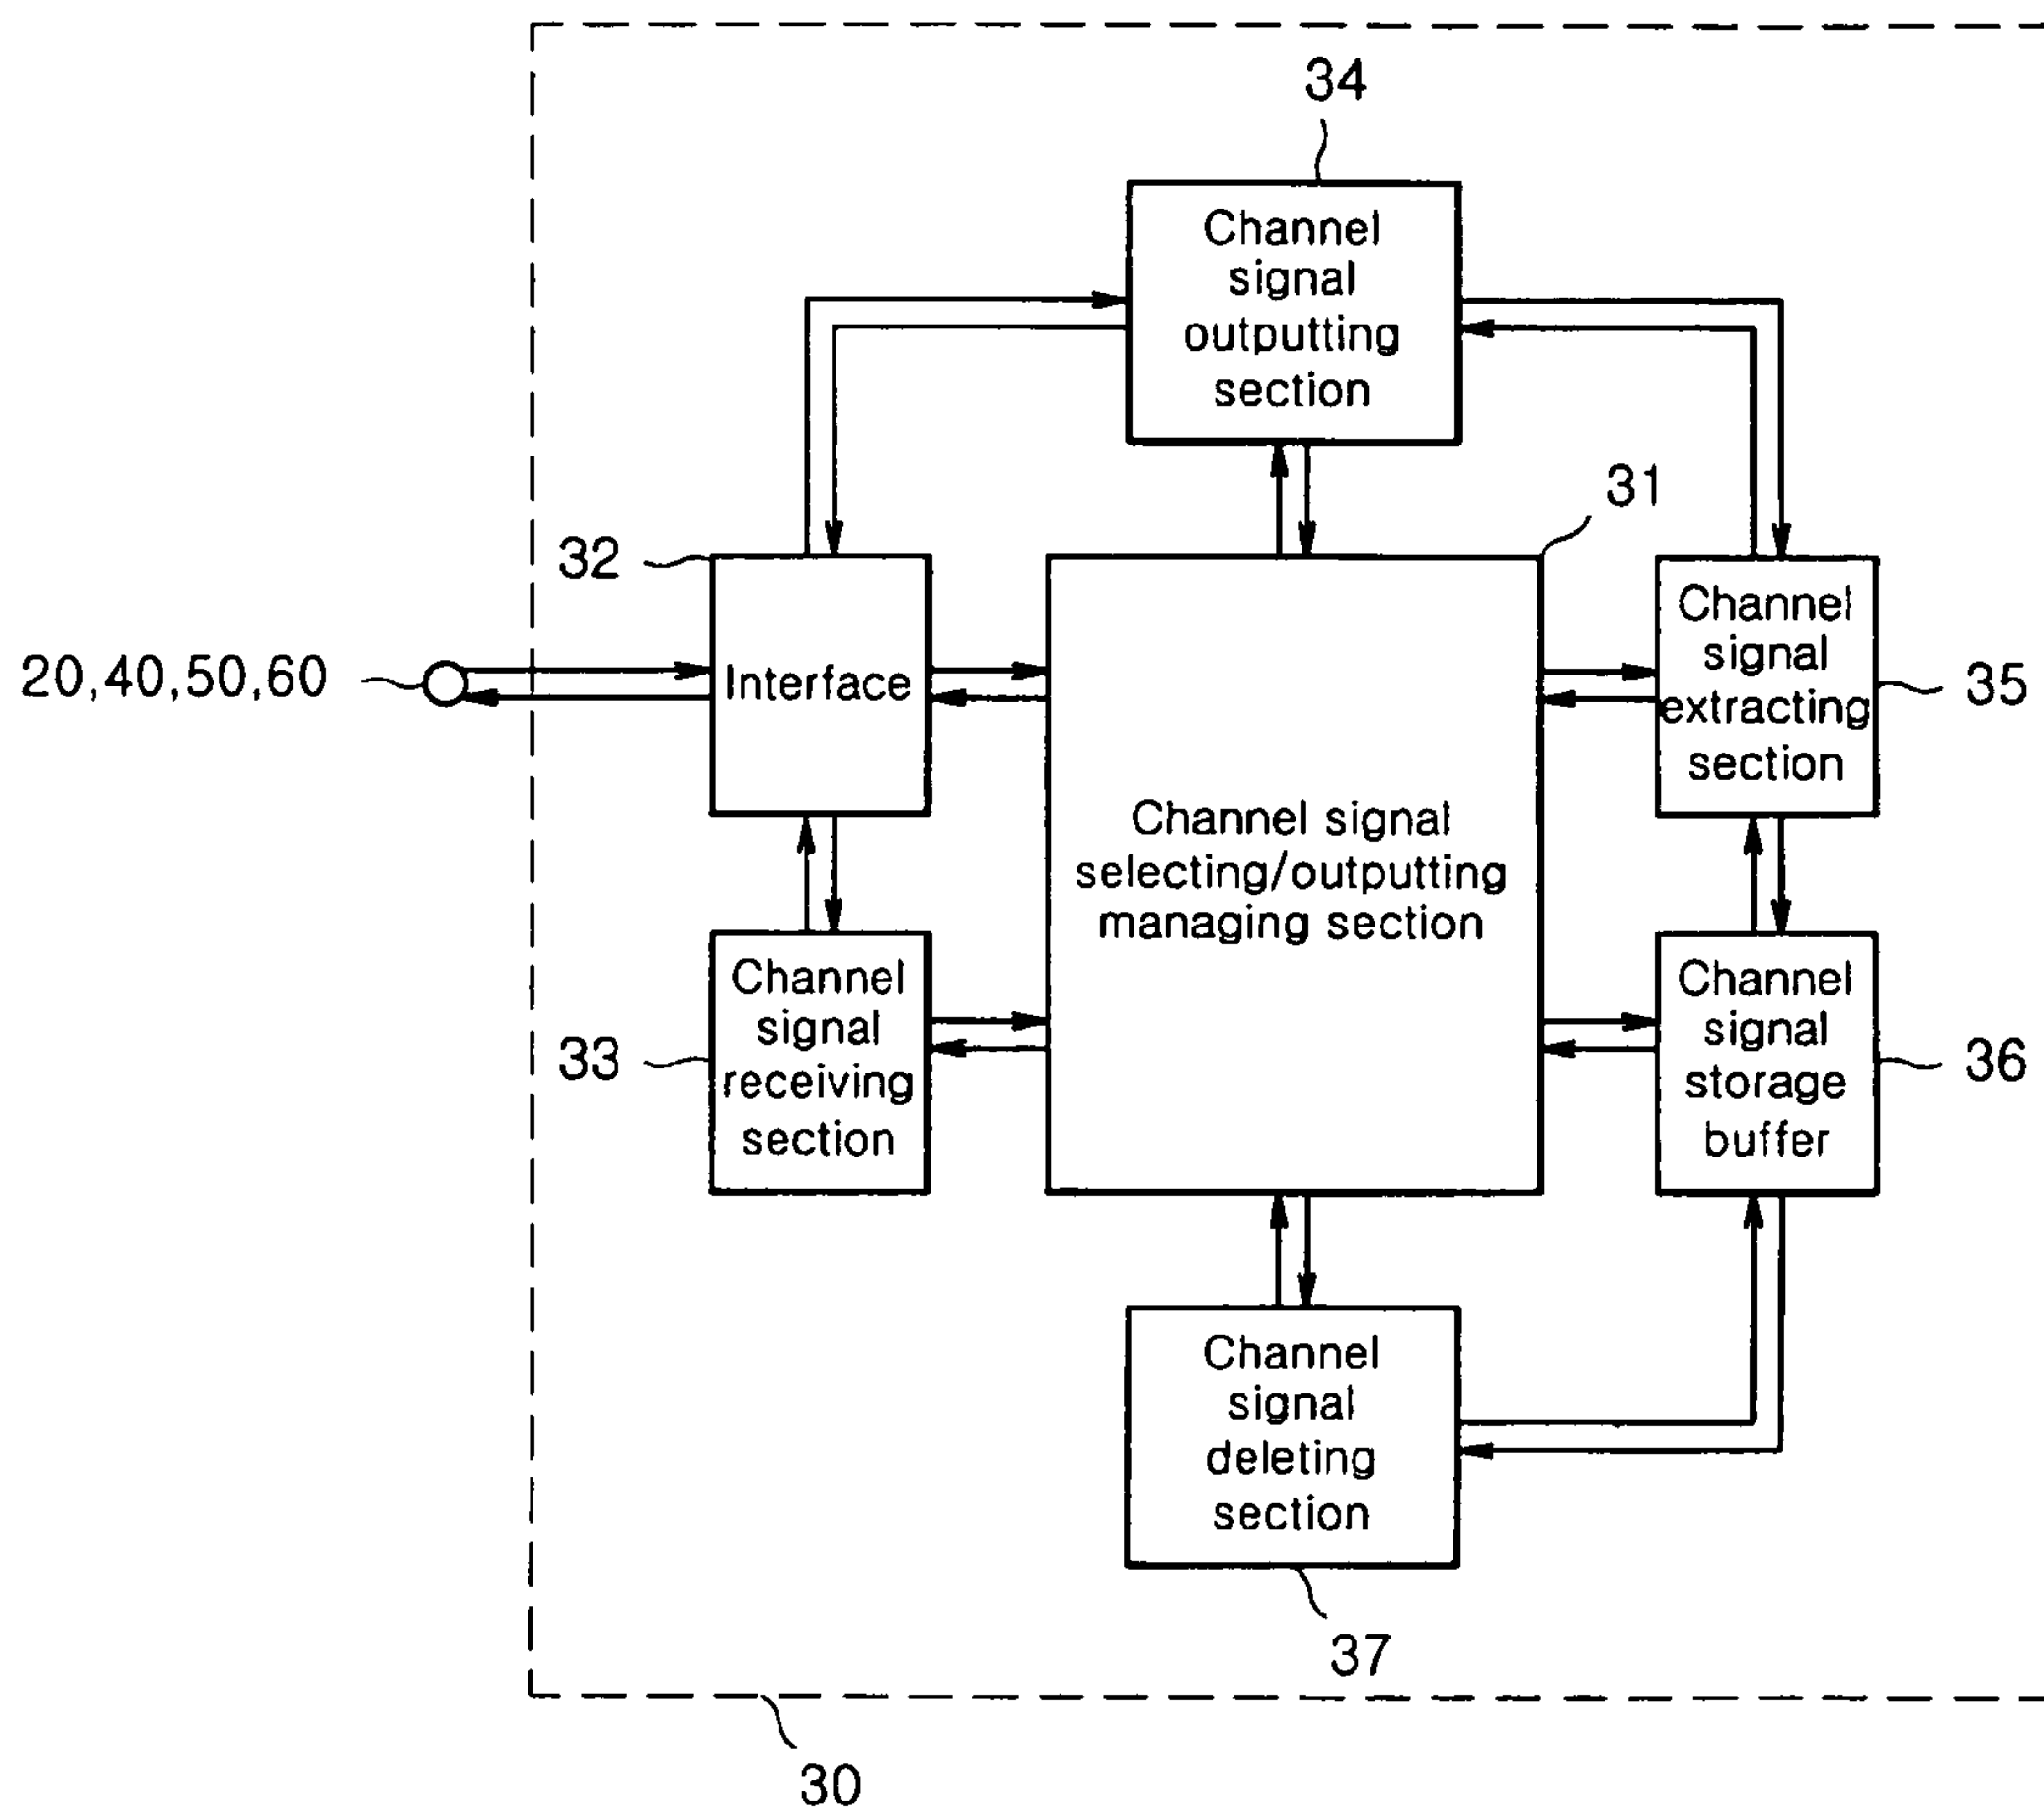 34
Channel
signal
outputting
section
31
32
20,40,50,60
Interface
Channel
signal
extracting
section
35
Channel signal
selecting/outputting
managing section
33
Channel
signal
receiving
section
Channel
signal
storage
buffer
36
Channel
signal
deleting
section
37
30